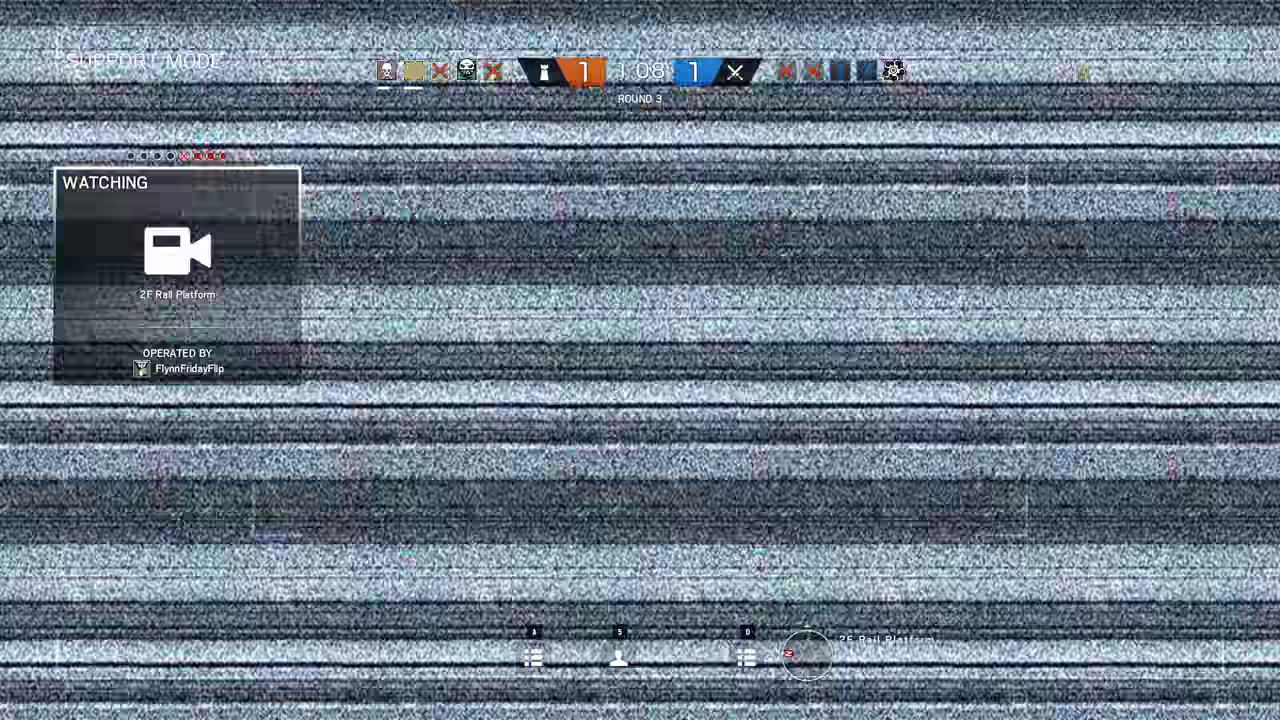 SUPPORT MODE
1 1:08 1
ROUND 3
WATCHING
2F Rail Platform
OPERATED BY
FlynnFridayFlip
A S D
2F Rail Platform